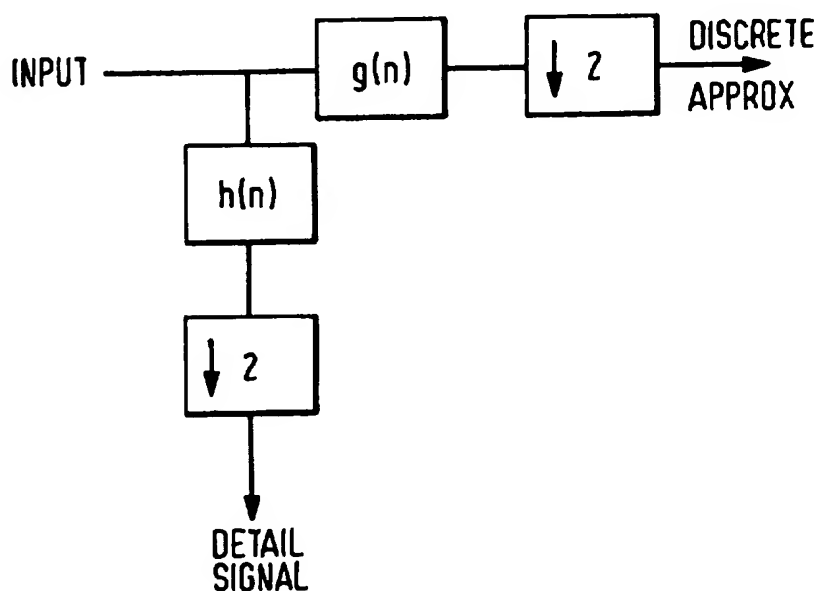 INPUT
g(n)
↓ 2
DISCRETE
APPROX
h(n)
↓ 2
DETAIL
SIGNAL